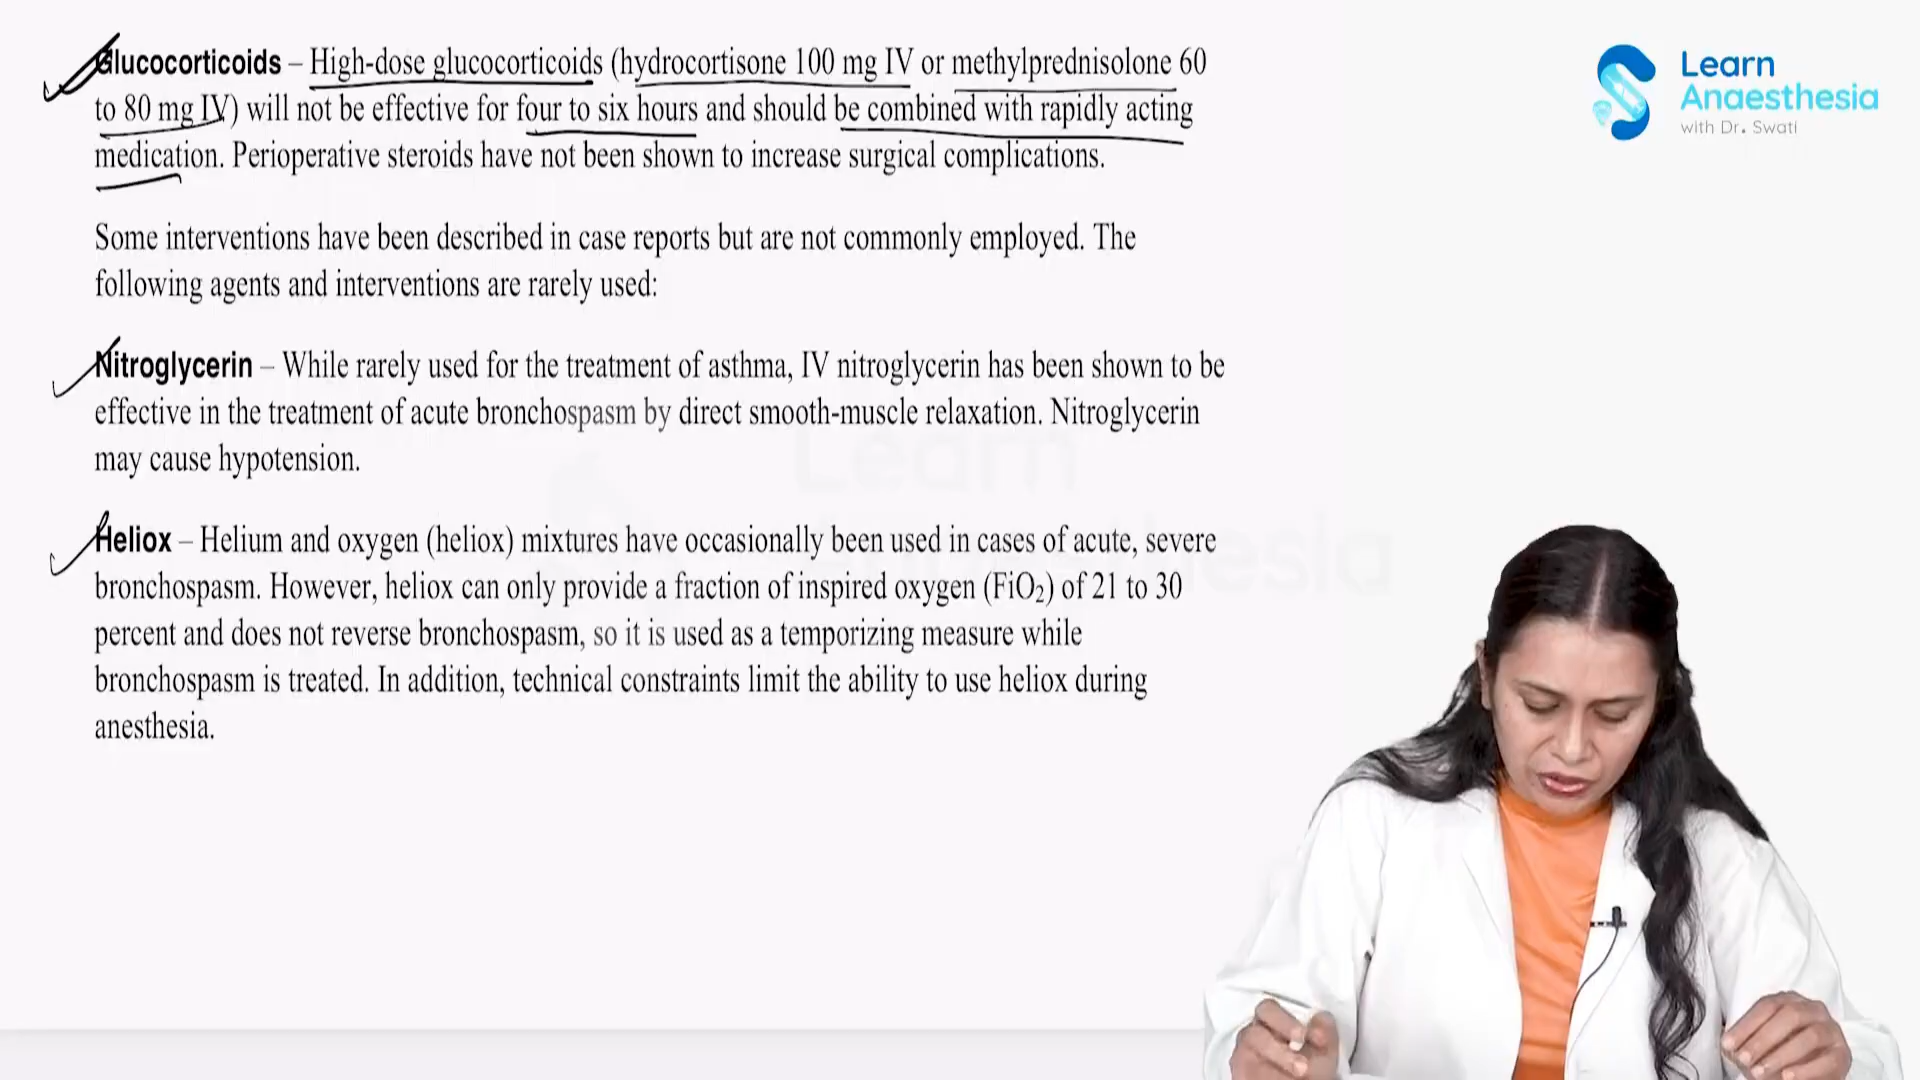 Glucocorticoids – High-dose glucocorticoids (hydrocortisone 100 mg IV or methylprednisolone 60
to 80 mg IV) will not be effective for four to six hours and should be combined with rapidly acting
medication. Perioperative steroids have not been shown to increase surgical complications.
Some interventions have been described in case reports but are not commonly employed. The
following agents and interventions are rarely used:
Nitroglycerin – While rarely used for the treatment of asthma, IV nitroglycerin has been shown to be
effective in the treatment of acute bronchospasm by direct smooth-muscle relaxation. Nitroglycerin
may cause hypotension.
Heliox – Helium and oxygen (heliox) mixtures have occasionally been used in cases of acute, severe
bronchospasm. However, heliox can only provide a fraction of inspired oxygen (FiO₂) of 21 to 30
percent and does not reverse bronchospasm, so it is used as a temporizing measure while
bronchospasm is treated. In addition, technical constraints limit the ability to use heliox during
anesthesia.
Learn
Anaesthesia
with Dr. Swati